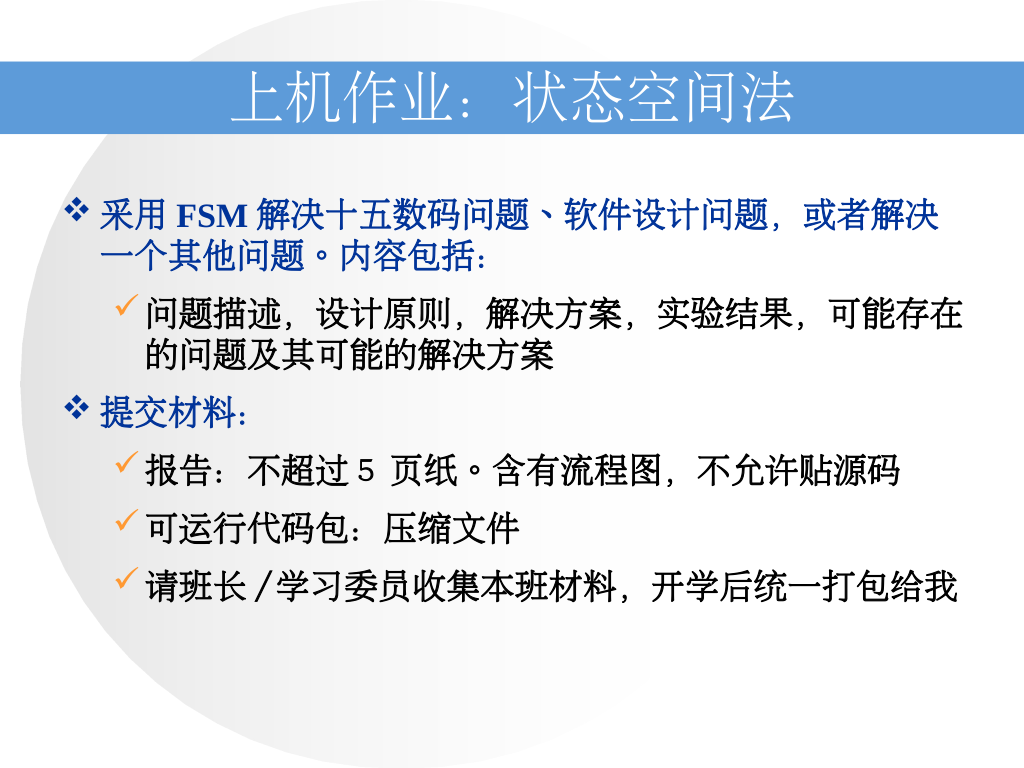 上机作业：状态空间法
采用 FSM 解决十五数码问题、软件设计问题，或者解决
一个其他问题。内容包括：
问题描述，设计原则，解决方案，实验结果，可能存在
的问题及其可能的解决方案
提交材料：
报告：不超过 5 页纸。含有流程图，不允许贴源码
可运行代码包：压缩文件
请班长 / 学习委员收集本班材料，开学后统一打包给我